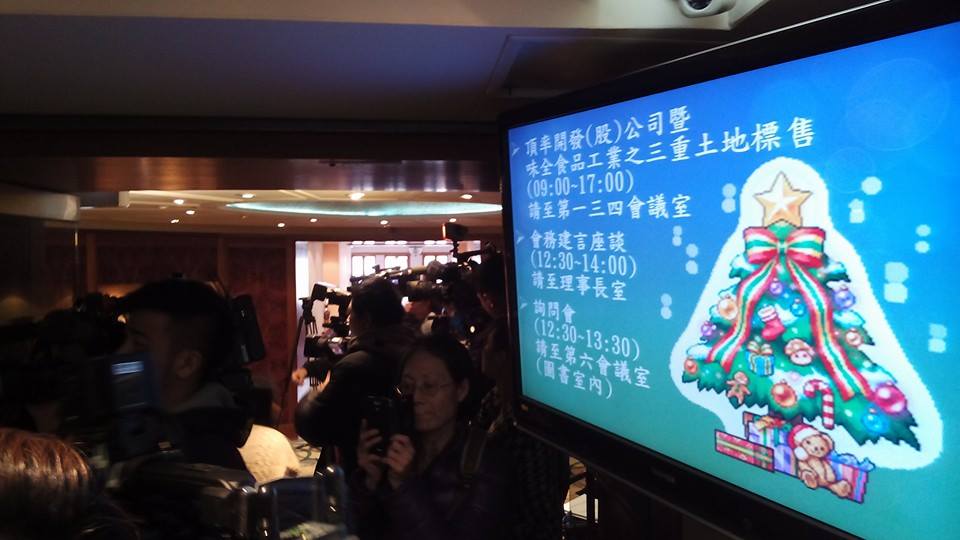 頂率開發(股)公司暨
味全食品工業之三重土地標售
(09:00~17:00)
請至第一三四會議室
會務建言座談
(12:30~14:00)
請至理事長室
詢問會
(12:30~13:30)
請至第六會議室
(圖書室內)